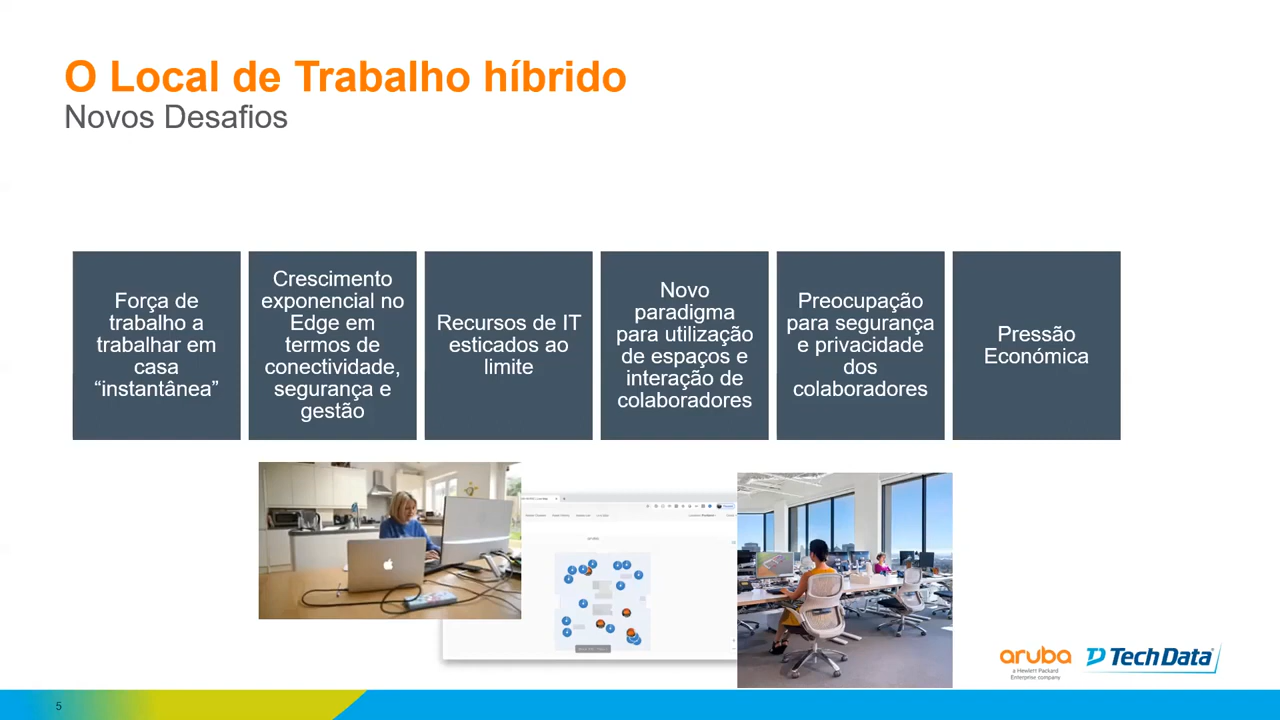 O Local de Trabalho híbrido
Novos Desafios
Força de
trabalho a
trabalhar em
casa
“instantânea”
Crescimento
exponencial no
Edge em
termos de
conectividade,
segurança e
gestão
Recursos de IT
esticados ao
limite
Novo
paradigma
para utilização
de espaços e
interação de
colaboradores
Preocupação
para segurança
e privacidade
dos
colaboradores
Pressão
Económica
aruba
aruba
a Hewlett Packard
Enterprise company
TechData
5